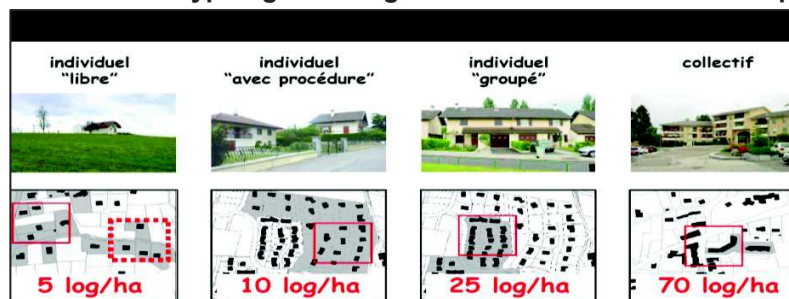 individuel
"libre"
individuel
"avec procédure"
individuel
"groupé"
collectif
5 log/ha
10 log/ha
25 log/ha
70 log/ha